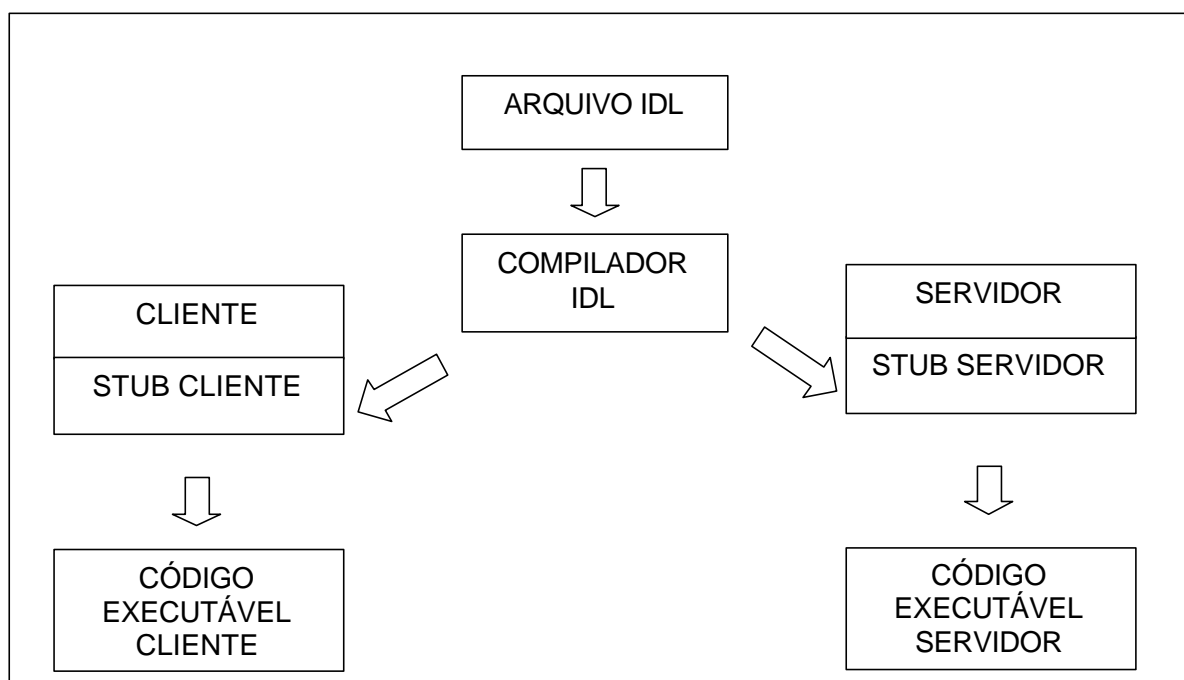 ARQUIVO IDL
COMPILADOR
IDL
CLIENTE
STUB CLIENTE
SERVIDOR
STUB SERVIDOR
CÓDIGO
EXECUTÁVEL
CLIENTE
CÓDIGO
EXECUTÁVEL
SERVIDOR